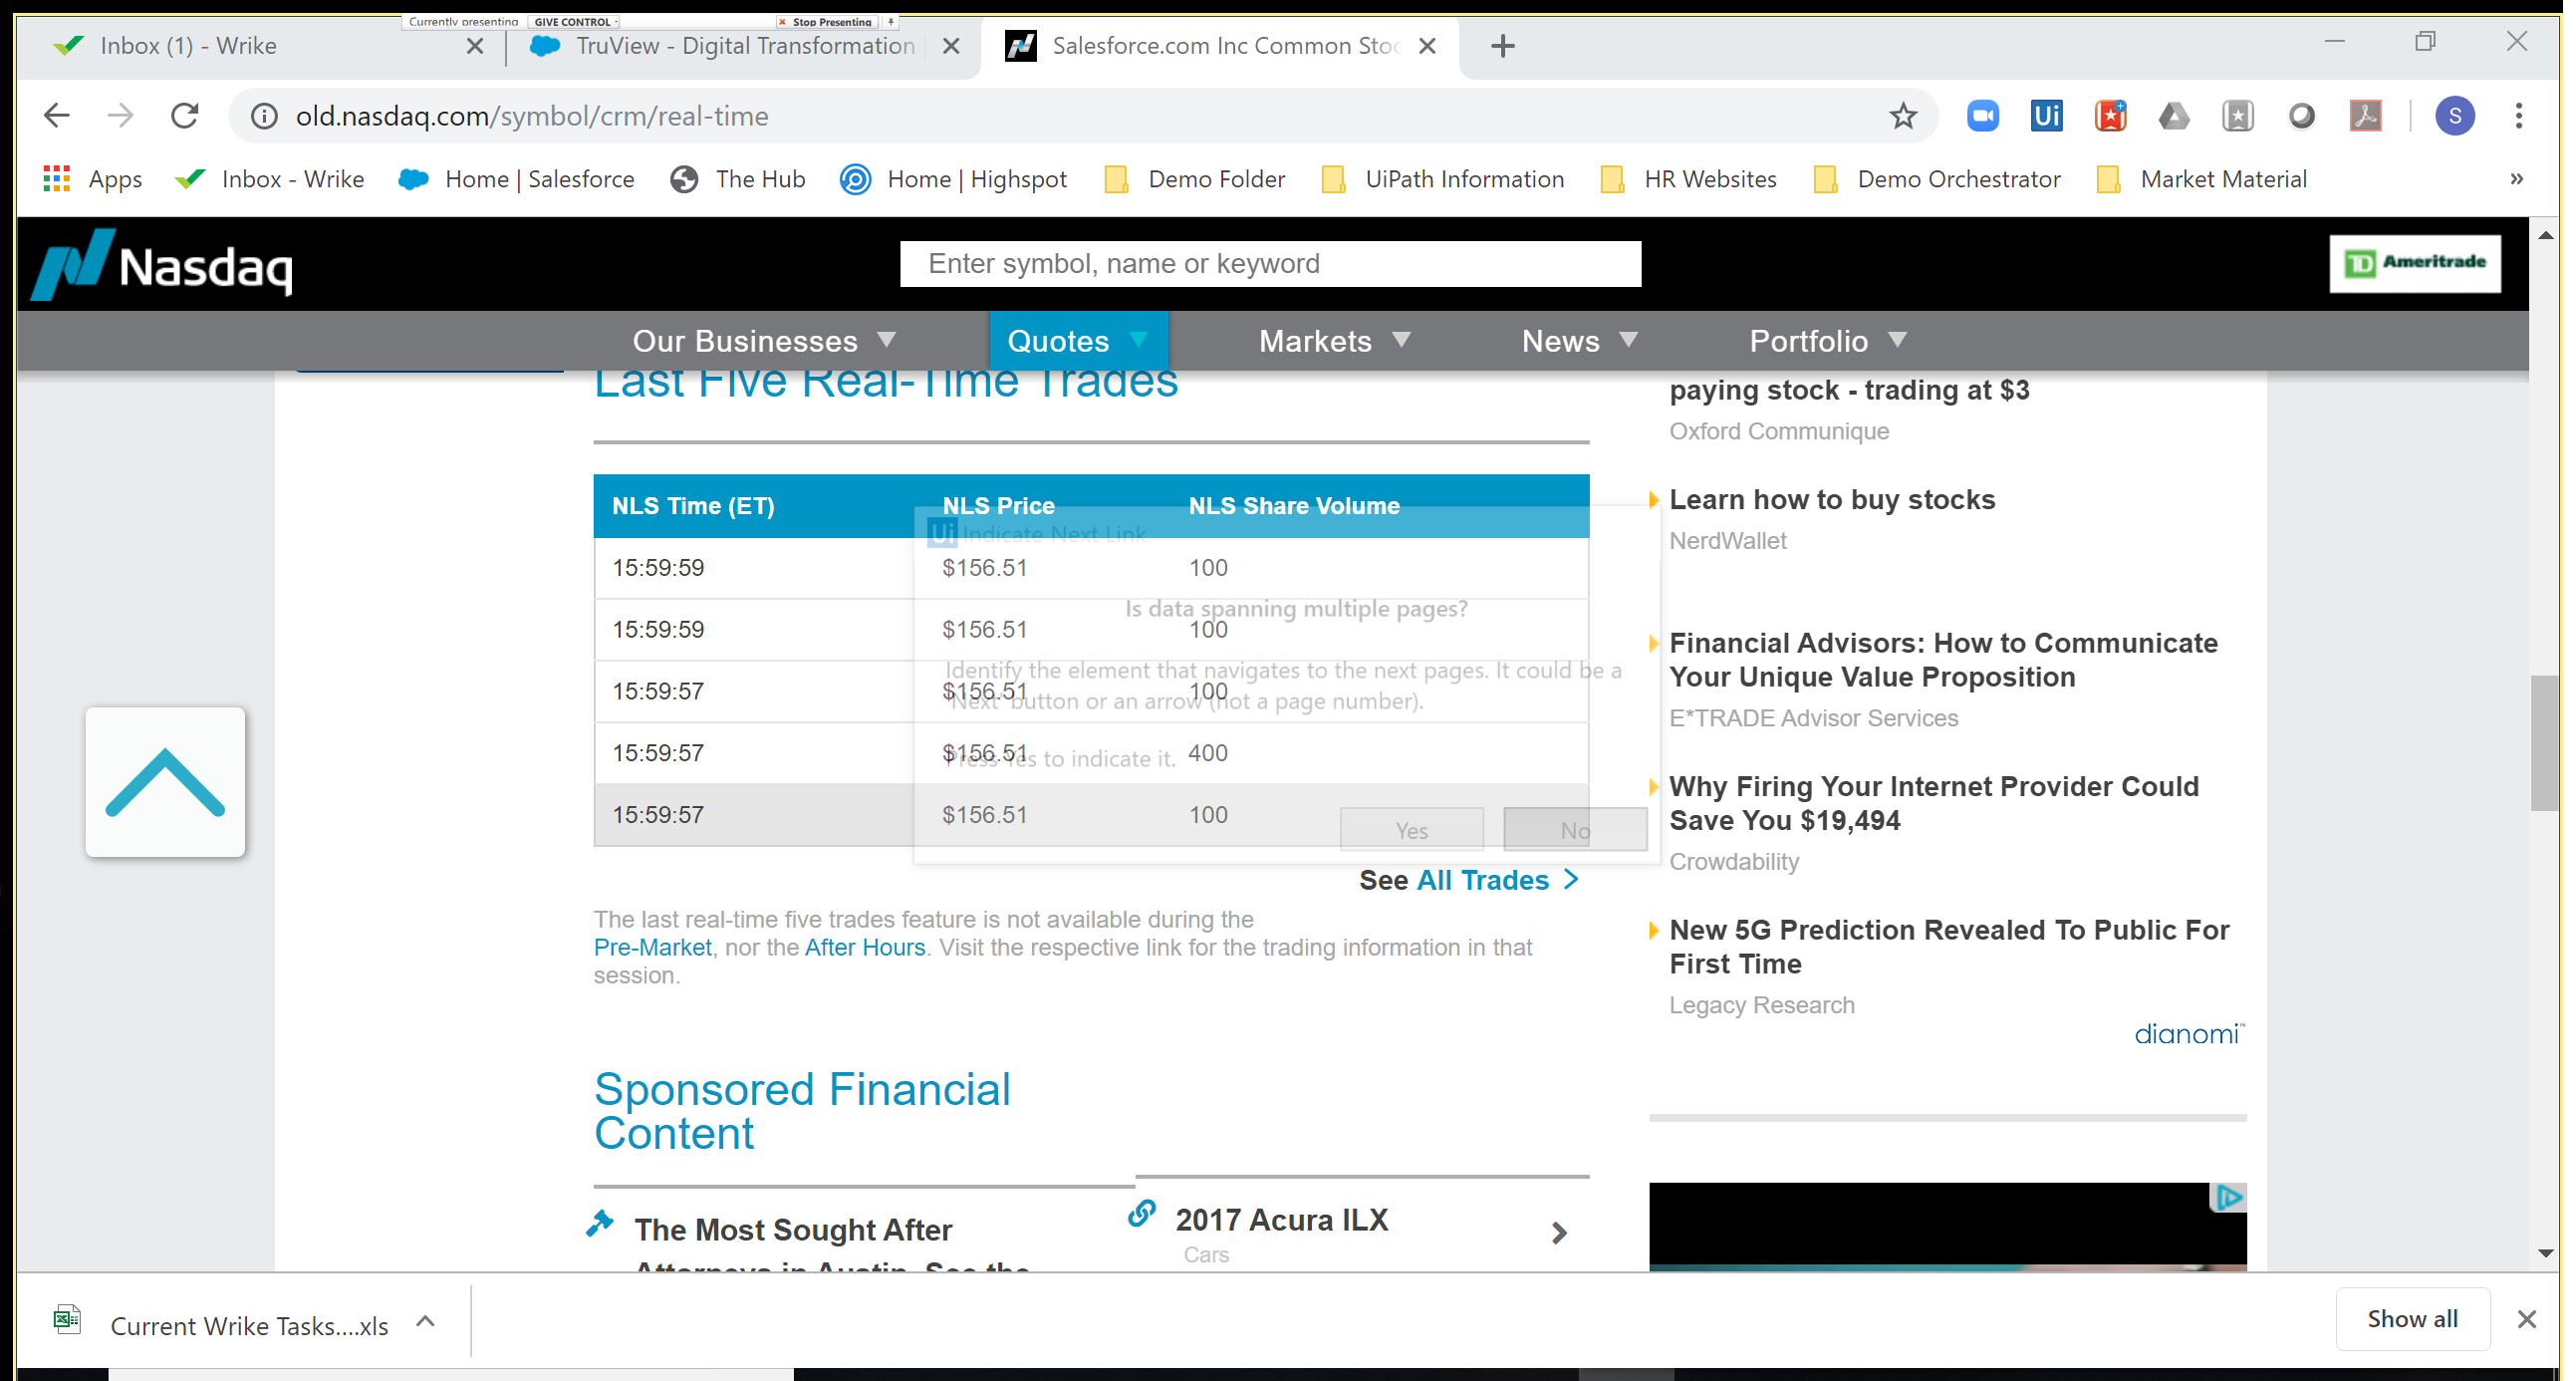 Currently presenting GIVE CONTROL Stop Presenting
Inbox (1) - Wrike
TruView - Digital Transformation
Salesforce.com Inc Common Stoc
old.nasdaq.com/symbol/crm/real-time
Ui
S
Apps
Inbox - Wrike
Home | Salesforce
The Hub
Home | Highspot
Demo Folder
UiPath Information
HR Websites
Demo Orchestrator
Market Material
»
Nasdaq
Enter symbol, name or keyword
TD Ameritrade
Our Businesses
Quotes
Markets
News
Portfolio
Last Five Real-Time Trades
NLS Time (ET) NLS Price NLS Share Volume
15:59:59 $156.51 100
15:59:59 $156.51 100
15:59:57 $156.51 100
15:59:57 $156.51 400
15:59:57 $156.51 100
Ui Indicate Next Link
Is data spanning multiple pages?
Identify the element that navigates to the next pages. It could be a
'Next' button or an arrow (not a page number).
Press Yes to indicate it.
Yes
No
See All Trades
The last real-time five trades feature is not available during the
Pre-Market, nor the After Hours. Visit the respective link for the trading information in that
session.
Sponsored Financial
Content
The Most Sought After
Attorneys in Austin. See the
2017 Acura ILX
Cars
paying stock - trading at $3
Oxford Communique
Learn how to buy stocks
NerdWallet
Financial Advisors: How to Communicate
Your Unique Value Proposition
E*TRADE Advisor Services
Why Firing Your Internet Provider Could
Save You $19,494
Crowdability
New 5G Prediction Revealed To Public For
First Time
Legacy Research
dianomi™
Current Wrike Tasks....xls
Show all